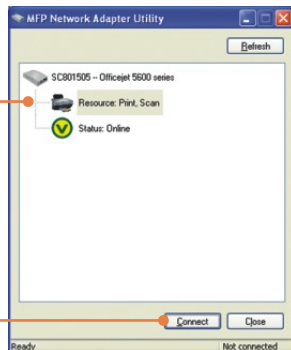 MFP Network Adapter Utility
Refresh
SC801505 -- Officejet 5600 series
Resource: Print, Scan
Status: Online
Connect Close
Ready Not connected